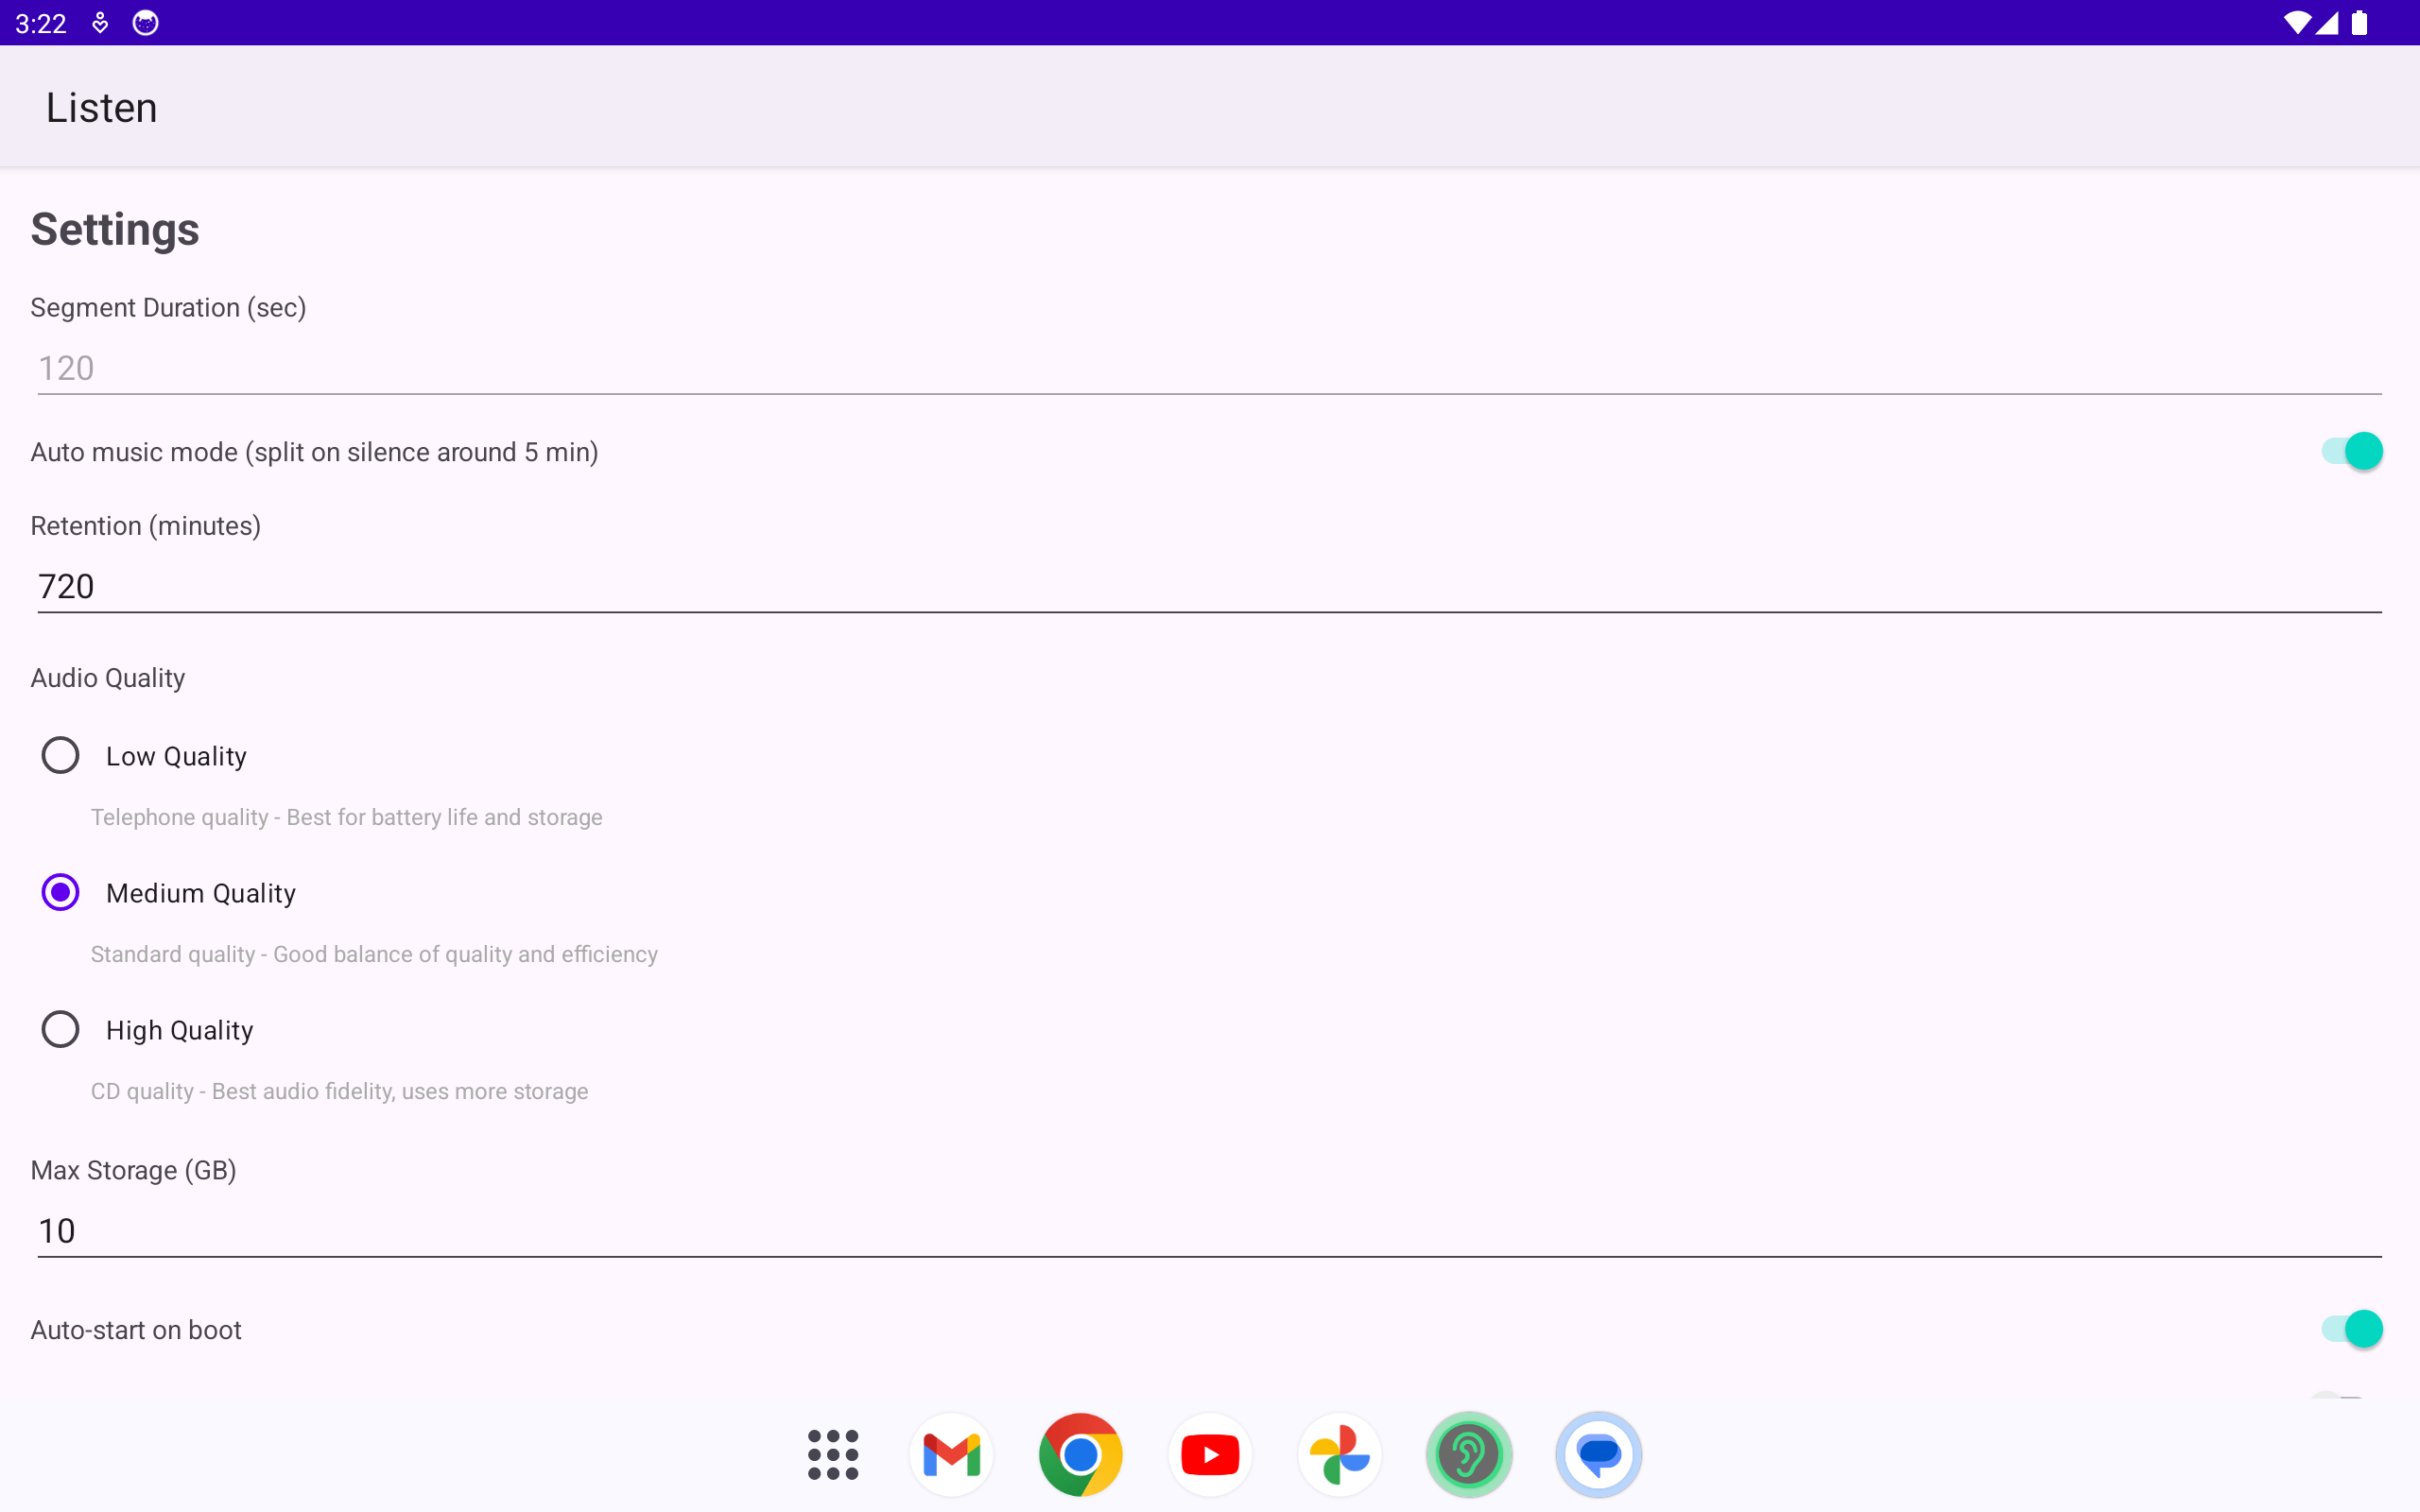 3:22
Listen
Settings
Segment Duration (sec)
120
Auto music mode (split on silence around 5 min)
Retention (minutes)
720
Audio Quality
Low Quality
Telephone quality - Best for battery life and storage
Medium Quality
Standard quality - Good balance of quality and efficiency
High Quality
CD quality - Best audio fidelity, uses more storage
Max Storage (GB)
10
Auto-start on boot